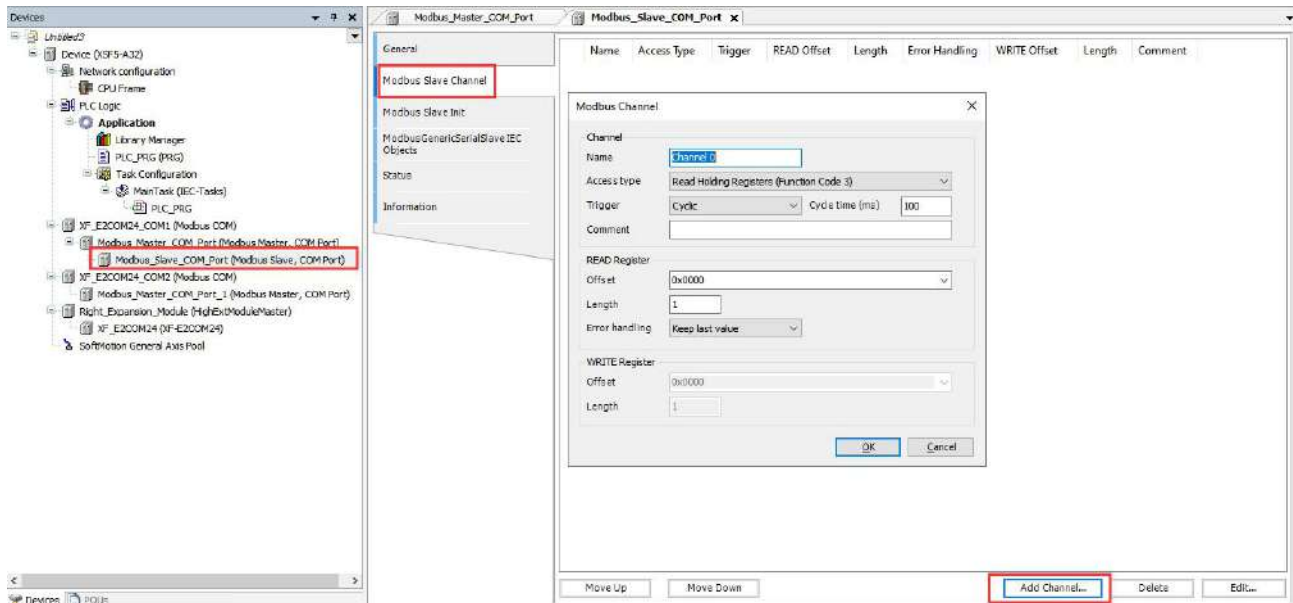 Devices
Untitled3
Device (XSF5-A32)
Network configuration
CPU Frame
PLC Logic
Application
Library Manager
PLC_PRG (PRG)
Task Configuration
MainTask (IEC-Tasks)
PLC_PRG
XF_E2COM24_COM1 (Modbus COM)
Modbus_Master_COM_Port (Modbus Master, COM Port)
Modbus_Slave_COM_Port (Modbus Slave, COM Port)
XF_E2COM24_COM2 (Modbus COM)
Modbus_Master_COM_Port_1 (Modbus Master, COM Port)
Right_Expansion_Module (HighExtModuleMaster)
XF_E2COM24 (XF-E2COM24)
SoftMotion General Axis Pool
Devices POUs
Modbus_Master_COM_Port Modbus_Slave_COM_Port
General
Modbus Slave Channel
Modbus Slave Init
ModbusGenericSerialSlave IEC
Objects
Status
Information
Name Access Type Trigger READ Offset Length Error Handling WRITE Offset Length Comment
Modbus Channel
Channel
Name Channel 0
Access type Read Holding Registers (Function Code 3)
Trigger Cyclic Cycle time (ms) 100
Comment
READ Register
Offset 0x0000
Length 1
Error handling Keep last value
WRITE Register
Offset 0x0000
Length 1
OK Cancel
Move Up Move Down Add Channel... Delete Edit...